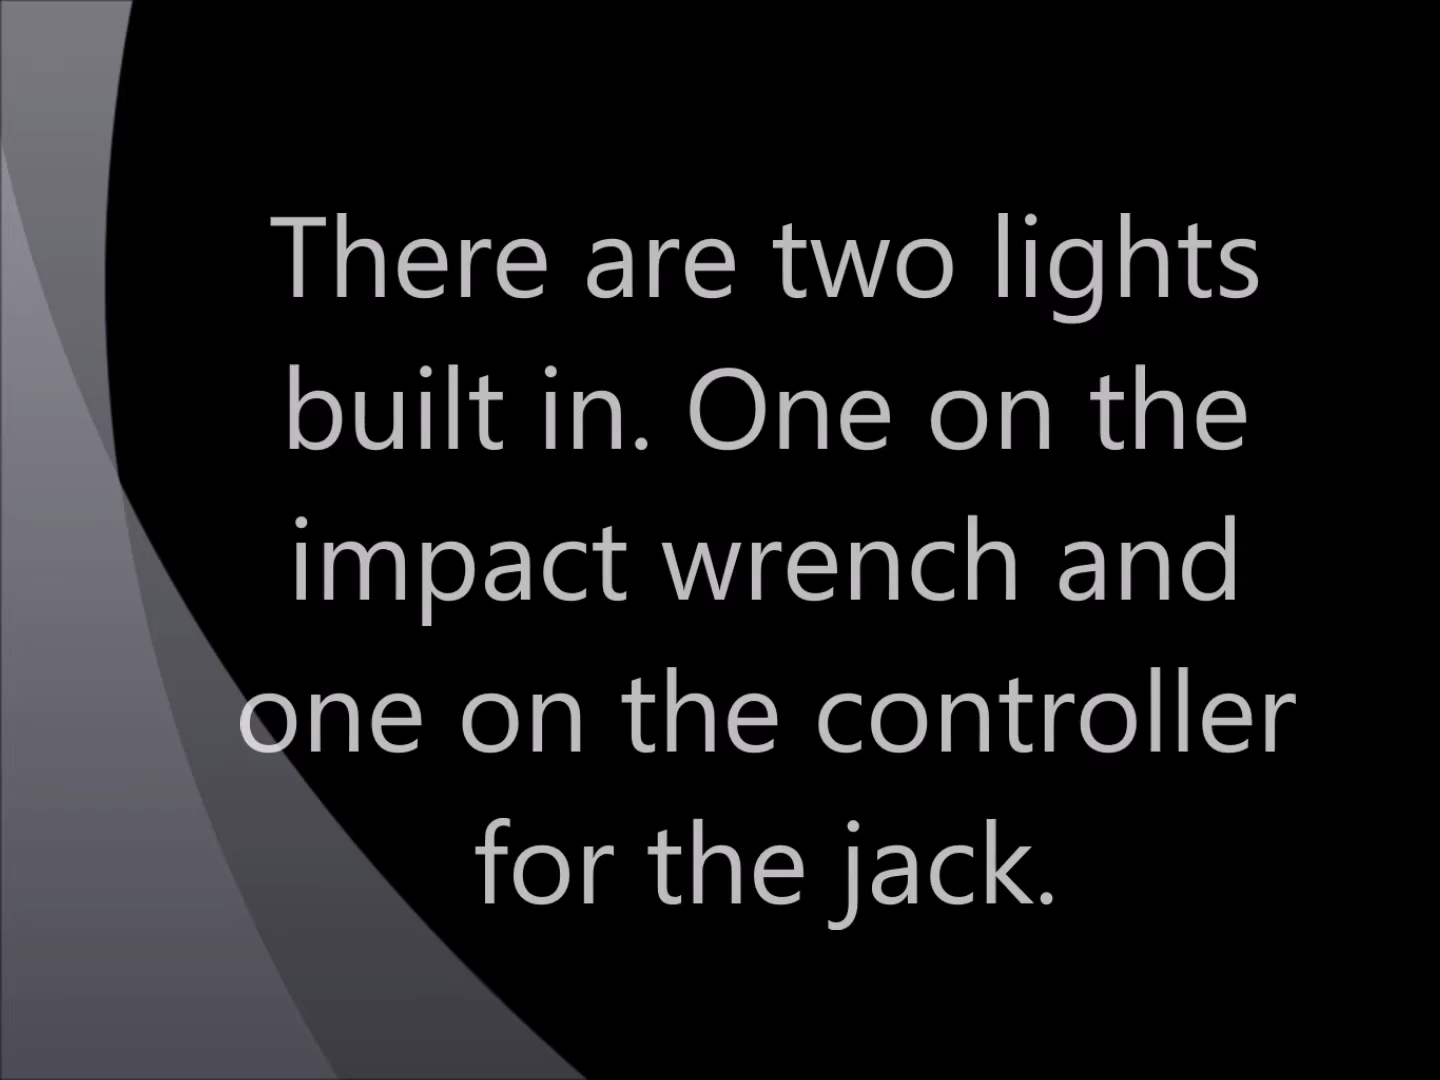 There are two lights
built in. One on the
impact wrench and
one on the controller
for the jack.